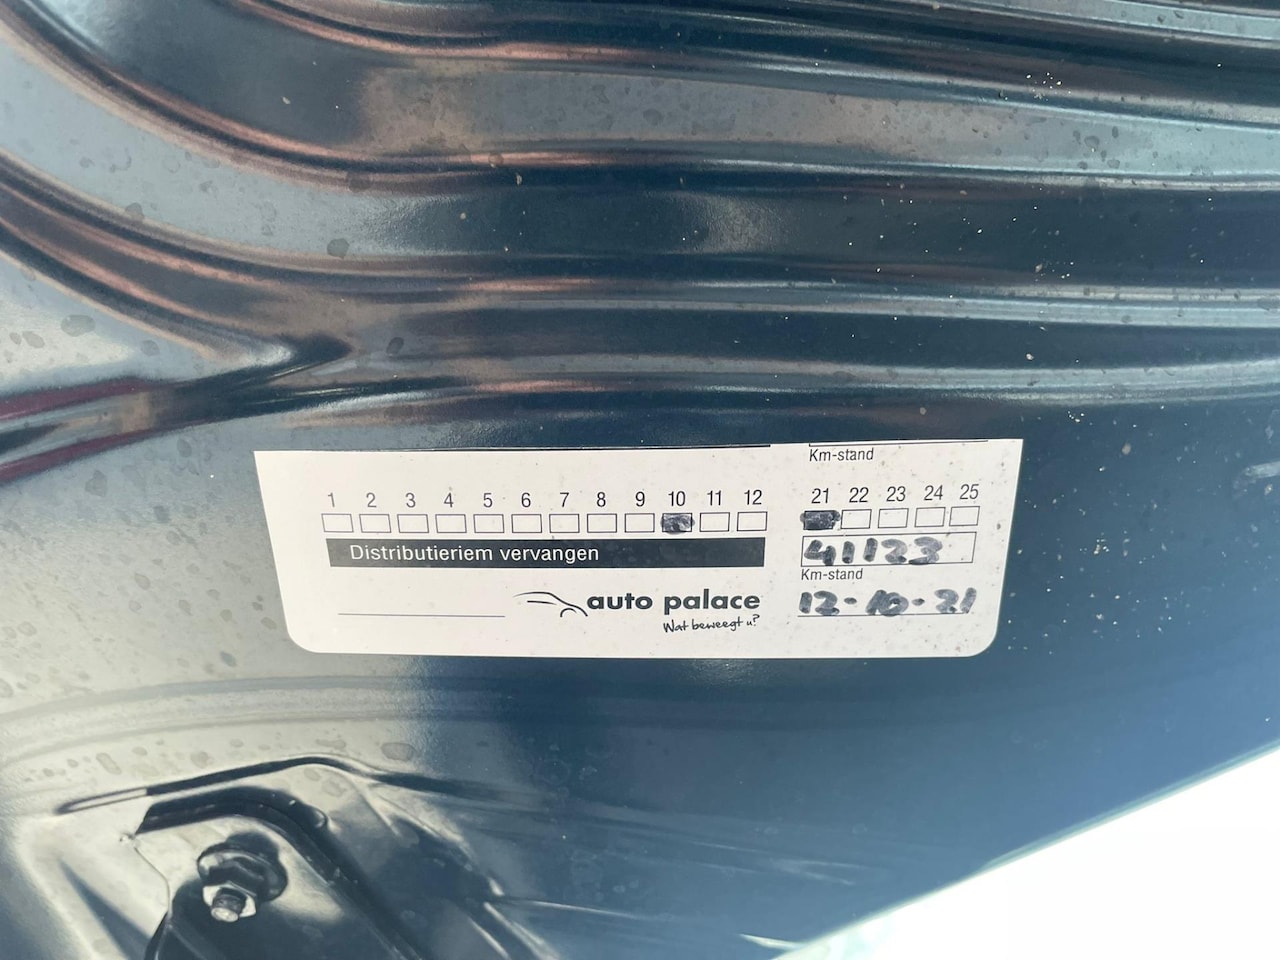 Km-stand
1 2 3 4 5 6 7 8 9 10 11 12 21 22 23 24 25
Distributieriem vervangen 41123
Km-stand
auto palace 12-10-21
Wat beweegt u?